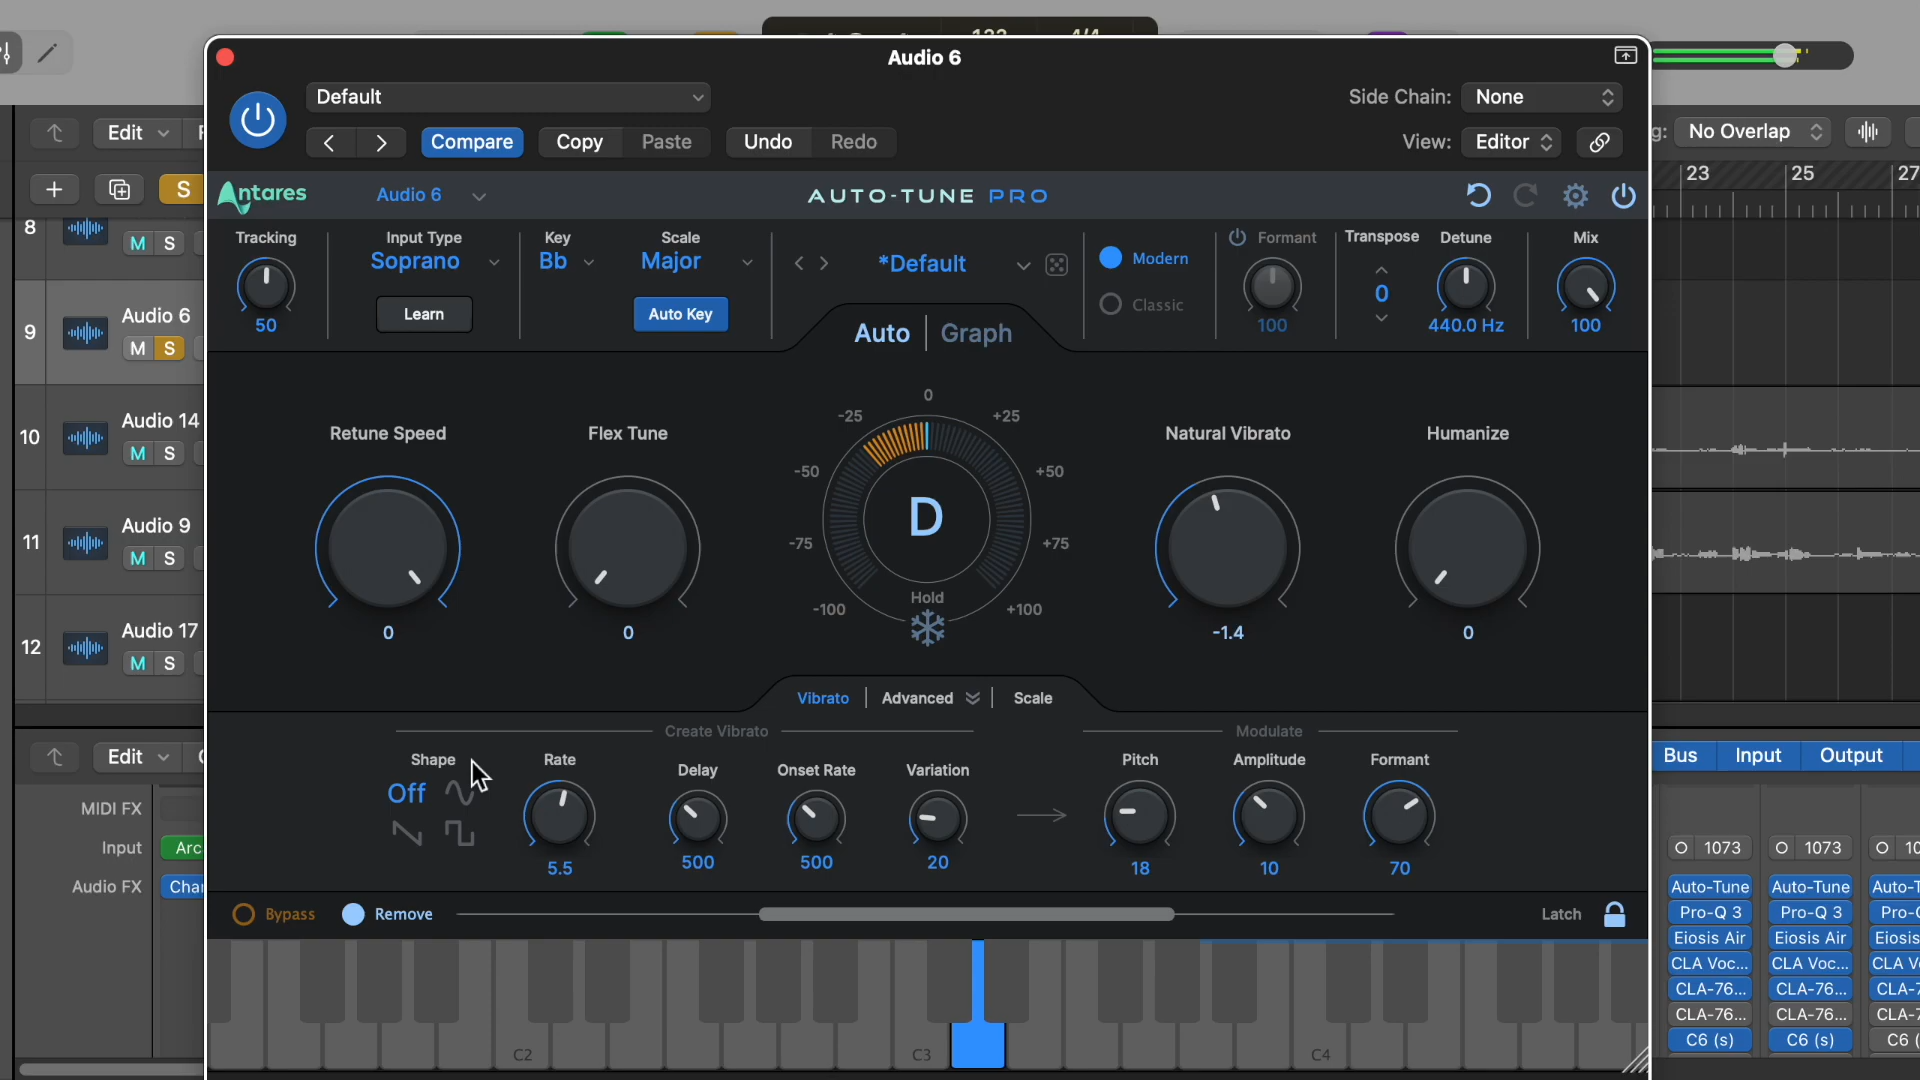 Audio 6
Default
Side Chain:
None
Compare
Copy
Paste
Undo
Redo
View:
Editor
Edit
No Overlap
S
23
25
27
Antares
Audio 6
AUTO-TUNE PRO
Tracking
50
Input Type
Soprano
Learn
Key
Bb
Scale
Major
Auto Key
*Default
Modern
Classic
Formant
100
Transpose
0
Detune
440.0 Hz
Mix
100
Auto
Graph
8
M S
9
Audio 6
M S
10
Audio 14
M S
11
Audio 9
M S
12
Audio 17
M S
Retune Speed
0
Flex Tune
0
0
-25
+25
-50
+50
-75
+75
-100
+100
D
Hold
Natural Vibrato
-1.4
Humanize
0
Vibrato
Advanced
Scale
Create Vibrato
Modulate
Shape
Off
Rate
5.5
Delay
500
Onset Rate
500
Variation
20
Pitch
18
Amplitude
10
Formant
70
Bypass
Remove
Latch
C2
C3
C4
Edit
MIDI FX
Input
Audio FX
Bus
Input
Output
1073
1073
Auto-Tune
Auto-Tune
Pro-Q 3
Pro-Q 3
Eiosis Air
Eiosis Air
Eiosis
CLA Voc...
CLA Voc...
CLA-76...
CLA-76...
CLA-76...
CLA-76...
C6 (s)
C6 (s)